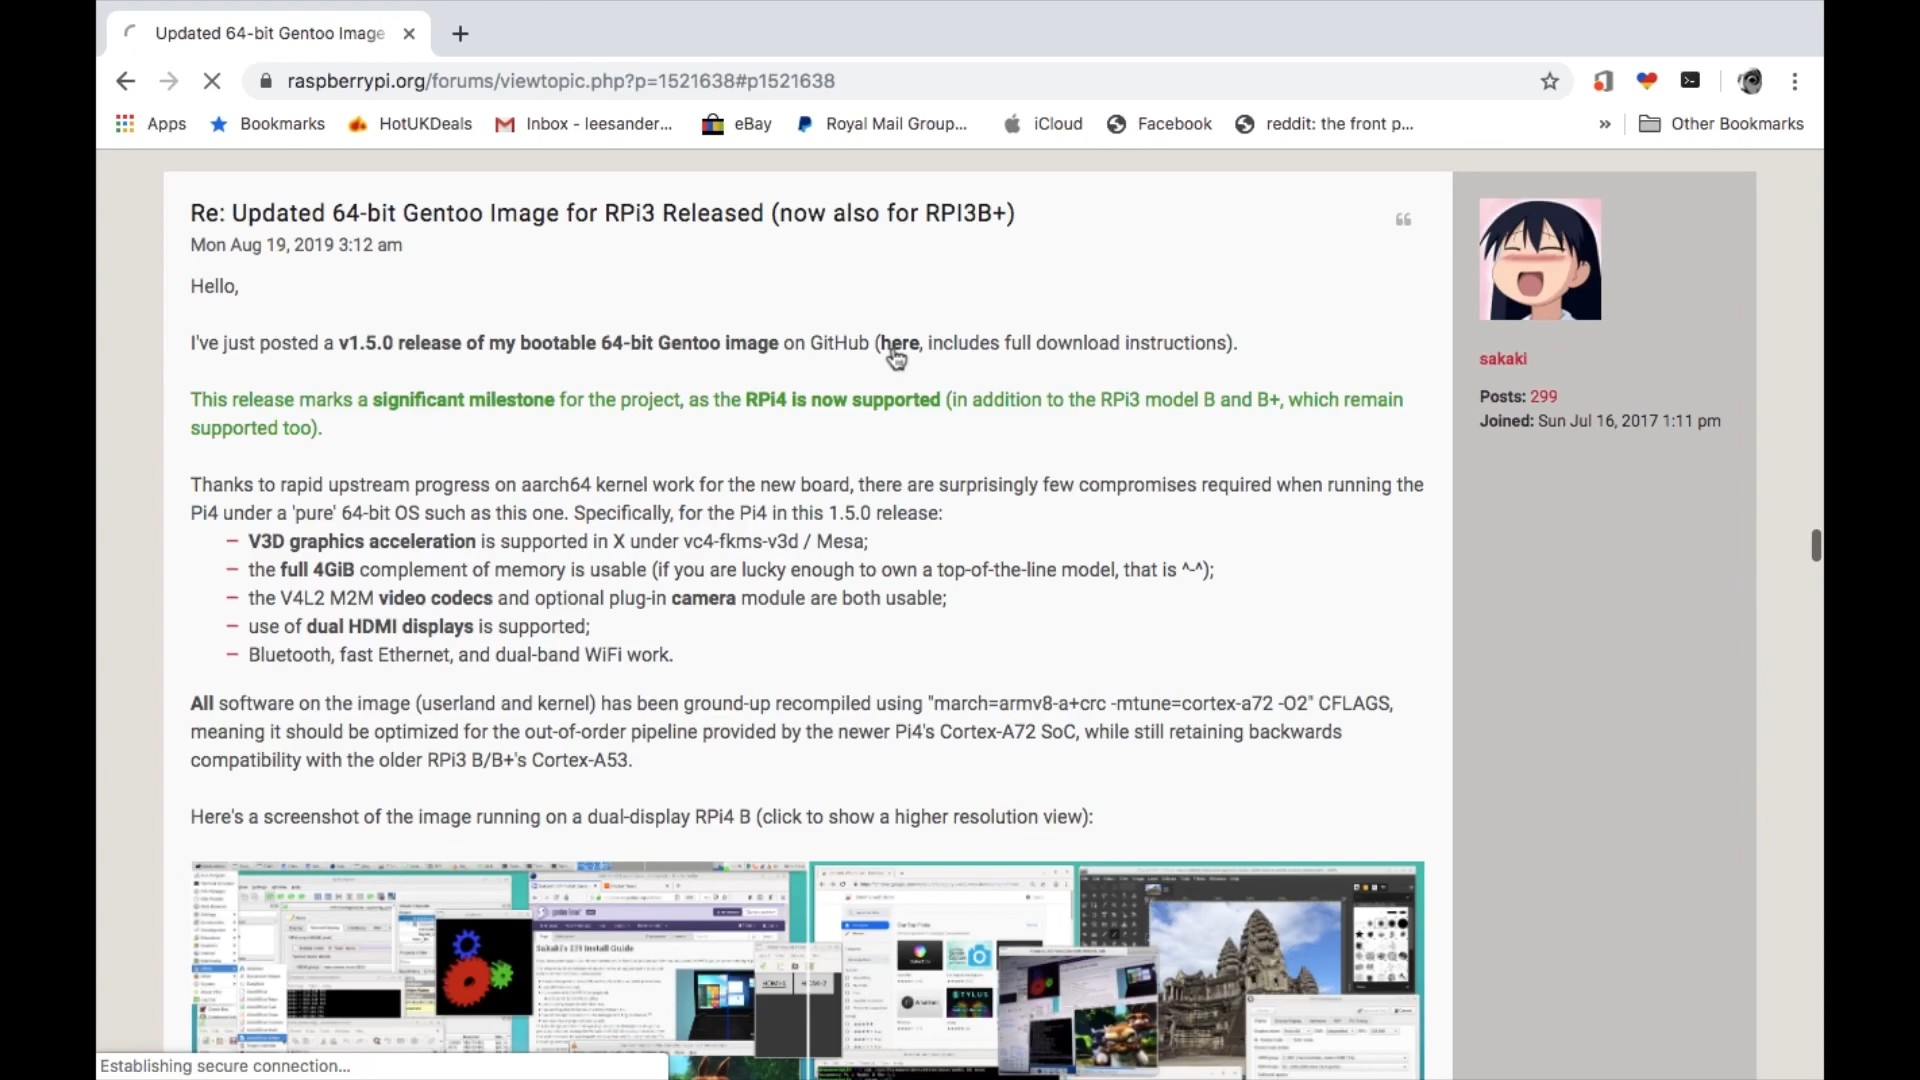 Updated 64-bit Gentoo Image
raspberrypi.org/forums/viewtopic.php?p=1521638#p1521638
Apps Bookmarks HotUKDeals Inbox - leesander... eBay Royal Mail Group... iCloud Facebook reddit: the front p... » Other Bookmarks
Re: Updated 64-bit Gentoo Image for RPi3 Released (now also for RPI3B+)
Mon Aug 19, 2019 3:12 am
Hello,
I've just posted a v1.5.0 release of my bootable 64-bit Gentoo image on GitHub (here, includes full download instructions).
This release marks a significant milestone for the project, as the RPi4 is now supported (in addition to the RPi3 model B and B+, which remain
supported too).
Thanks to rapid upstream progress on aarch64 kernel work for the new board, there are surprisingly few compromises required when running the
Pi4 under a 'pure' 64-bit OS such as this one. Specifically, for the Pi4 in this 1.5.0 release:
– V3D graphics acceleration is supported in X under vc4-fkms-v3d / Mesa;
– the full 4GiB complement of memory is usable (if you are lucky enough to own a top-of-the-line model, that is ^-^);
– the V4L2 M2M video codecs and optional plug-in camera module are both usable;
– use of dual HDMI displays is supported;
– Bluetooth, fast Ethernet, and dual-band WiFi work.
All software on the image (userland and kernel) has been ground-up recompiled using "march=armv8-a+crc -mtune=cortex-a72 -O2" CFLAGS,
meaning it should be optimized for the out-of-order pipeline provided by the newer Pi4's Cortex-A72 SoC, while still retaining backwards
compatibility with the older RPi3 B/B+'s Cortex-A53.
Here's a screenshot of the image running on a dual-display RPi4 B (click to show a higher resolution view):
sakaki
Posts: 299
Joined: Sun Jul 16, 2017 1:11 pm
Sakaki's EFI Install Guide
STYLUS
Establishing secure connection...